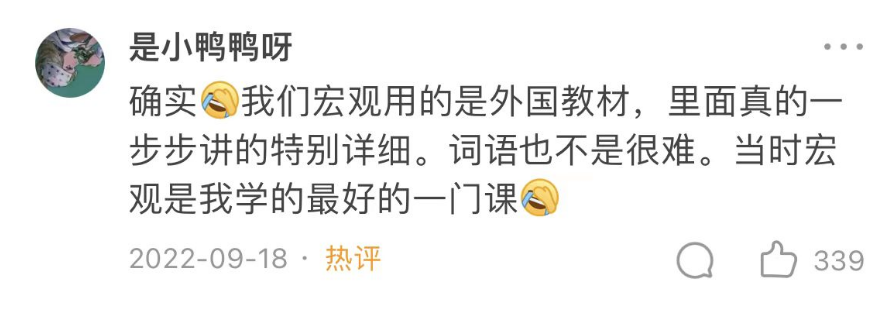 是小鸭鸭呀
确实🤣我们宏观用的是外国教材，里面真的一
步步讲的特别详细。词语也不是很难。当时宏
观是我学的最好的一门课🤣
2022-09-18 · 热评
339